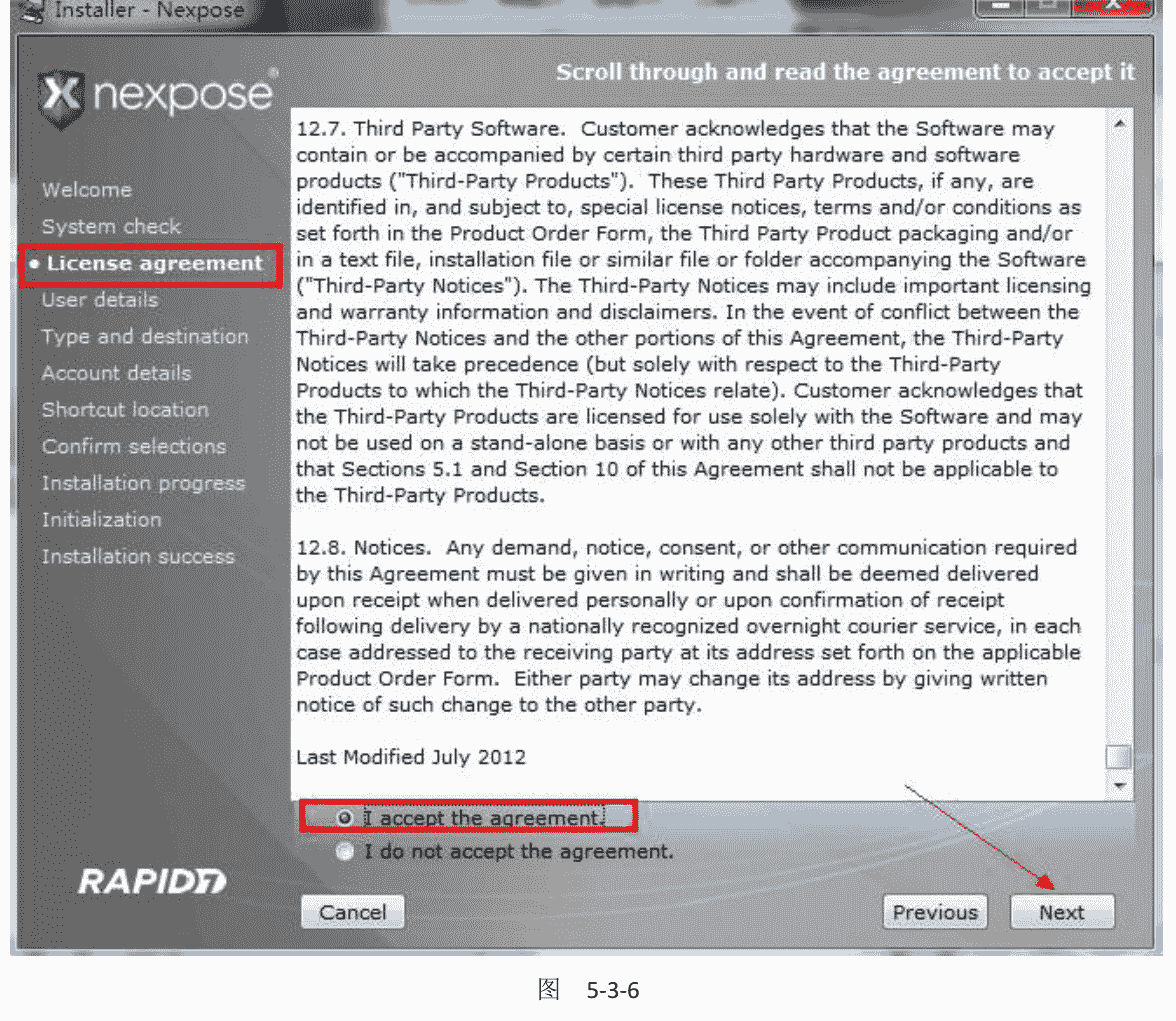 Installer - Nexpose
nexpose®
Scroll through and read the agreement to accept it
Welcome
System check
• License agreement
User details
Type and destination
Account details
Shortcut location
Confirm selections
Installation progress
Initialization
Installation success
12.7. Third Party Software.  Customer acknowledges that the Software may
contain or be accompanied by certain third party hardware and software
products ("Third-Party Products").  These Third Party Products, if any, are
identified in, and subject to, special license notices, terms and/or conditions as
set forth in the Product Order Form, the Third Party Product packaging and/or
in a text file, installation file or similar file or folder accompanying the Software
("Third-Party Notices"). The Third-Party Notices may include important licensing
and warranty information and disclaimers. In the event of conflict between the
Third-Party Notices and the other portions of this Agreement, the Third-Party
Notices will take precedence (but solely with respect to the Third-Party
Products to which the Third-Party Notices relate). Customer acknowledges that
the Third-Party Products are licensed for use solely with the Software and may
not be used on a stand-alone basis or with any other third party products and
that Sections 5.1 and Section 10 of this Agreement shall not be applicable to
the Third-Party Products.
12.8. Notices.  Any demand, notice, consent, or other communication required
by this Agreement must be given in writing and shall be deemed delivered
upon receipt when delivered personally or upon confirmation of receipt
following delivery by a nationally recognized overnight courier service, in each
case addressed to the receiving party at its address set forth on the applicable
Product Order Form.  Either party may change its address by giving written
notice of such change to the other party.
Last Modified July 2012
I accept the agreement.
I do not accept the agreement.
RAPID7
Cancel
Previous
Next
图 5-3-6